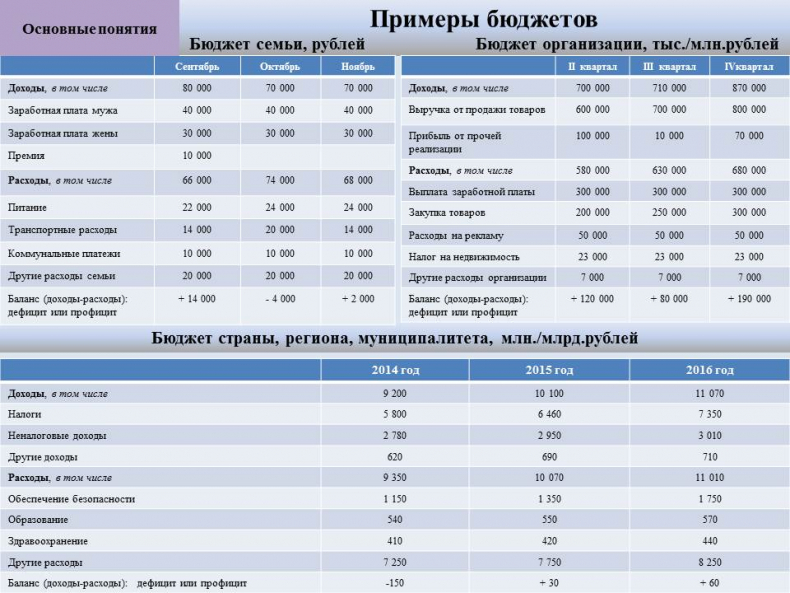 Основные понятия
Примеры бюджетов
Бюджет семьи, рублей
Бюджет организации, тыс./млн.рублей
Сентябрь Октябрь Ноябрь
Доходы, в том числе 80 000 70 000 70 000
Заработная плата мужа 40 000 40 000 40 000
Заработная плата жены 30 000 30 000 30 000
Премия 10 000
Расходы, в том числе 66 000 74 000 68 000
Питание 22 000 24 000 24 000
Транспортные расходы 14 000 20 000 14 000
Коммунальные платежи 10 000 10 000 10 000
Другие расходы семьи 20 000 20 000 20 000
Баланс (доходы-расходы): + 14 000 - 4 000 + 2 000
дефицит или профицит
II квартал III квартал IVквартал
Доходы, в том числе 700 000 710 000 870 000
Выручка от продажи товаров 600 000 700 000 800 000
Прибыль от прочей 100 000 10 000 70 000
реализации
Расходы, в том числе 580 000 630 000 680 000
Выплата заработной платы 300 000 300 000 300 000
Закупка товаров 200 000 250 000 300 000
Расходы на рекламу 50 000 50 000 50 000
Налог на недвижимость 23 000 23 000 23 000
Другие расходы организации 7 000 7 000 7 000
Баланс (доходы-расходы): + 120 000 + 80 000 + 190 000
дефицит или профицит
Бюджет страны, региона, муниципалитета, млн./млрд.рублей
2014 год 2015 год 2016 год
Доходы, в том числе 9 200 10 100 11 070
Налоги 5 800 6 460 7 350
Неналоговые доходы 2 780 2 950 3 010
Другие доходы 620 690 710
Расходы, в том числе 9 350 10 070 11 010
Обеспечение безопасности 1 150 1 350 1 750
Образование 540 550 570
Здравоохранение 410 420 440
Другие расходы 7 250 7 750 8 250
Баланс (доходы-расходы): дефицит или профицит -150 + 30 + 60